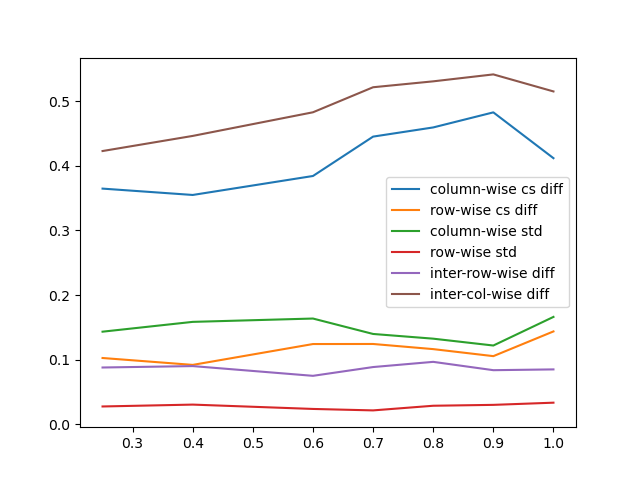 0.5
0.4
0.3
0.2
0.1
0.0
column-wise cs diff
row-wise cs diff
column-wise std
row-wise std
inter-row-wise diff
inter-col-wise diff
0.3 0.4 0.5 0.6 0.7 0.8 0.9 1.0